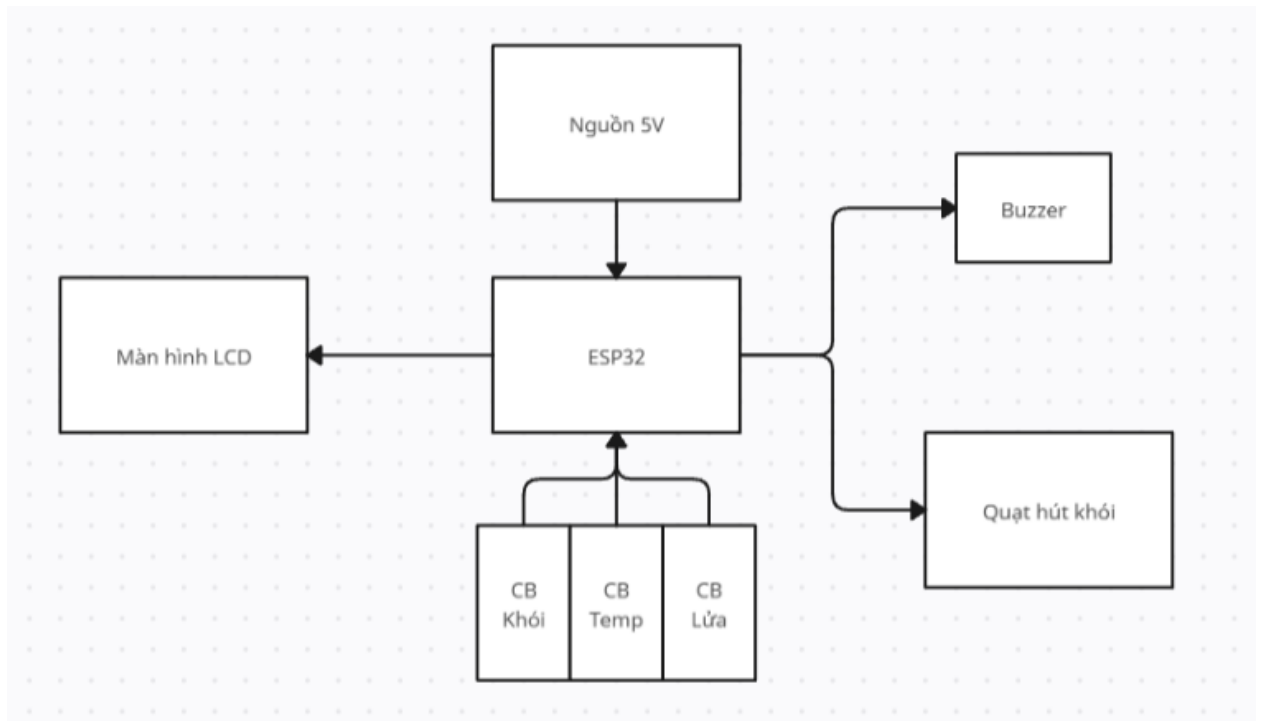 Nguồn 5V
Buzzer
Màn hình LCD
ESP32
Quạt hút khói
CB
Khói
CB
Temp
CB
Lửa